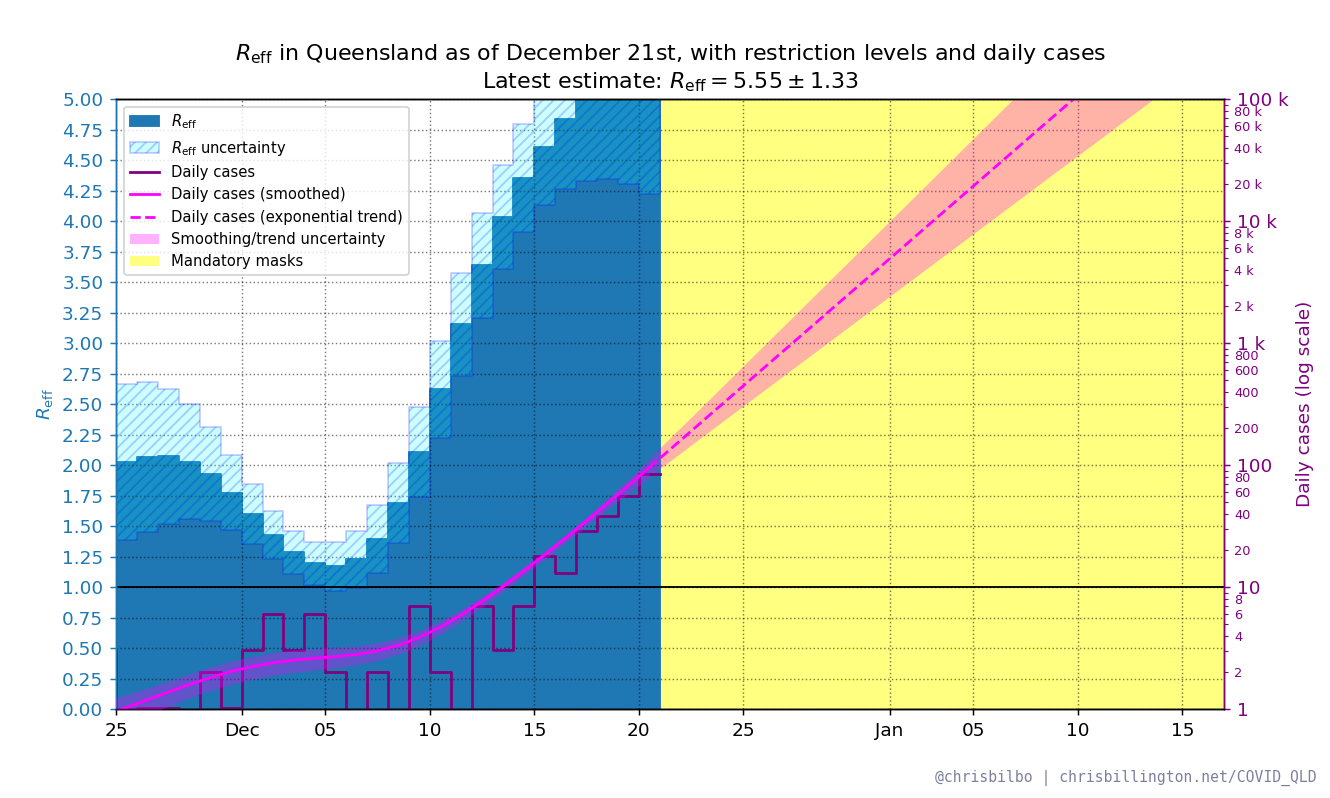 R_eff in Queensland as of December 21st, with restriction levels and daily cases
Latest estimate: R_eff = 5.55 ± 1.33
R_eff
R_eff uncertainty
Daily cases
Daily cases (smoothed)
Daily cases (exponential trend)
Smoothing/trend uncertainty
Mandatory masks
R_eff
5.00
4.75
4.50
4.25
4.00
3.75
3.50
3.25
3.00
2.75
2.50
2.25
2.00
1.75
1.50
1.25
1.00
0.75
0.50
0.25
0.00
100 k
80 k
60 k
40 k
20 k
10 k
8 k
6 k
4 k
2 k
1 k
800
600
400
200
100
80
60
40
20
10
8
6
4
2
1
Daily cases (log scale)
25 Dec 05 10 15 20 25 Jan 05 10 15
@chrisbilbo | chrisbillington.net/COVID_QLD